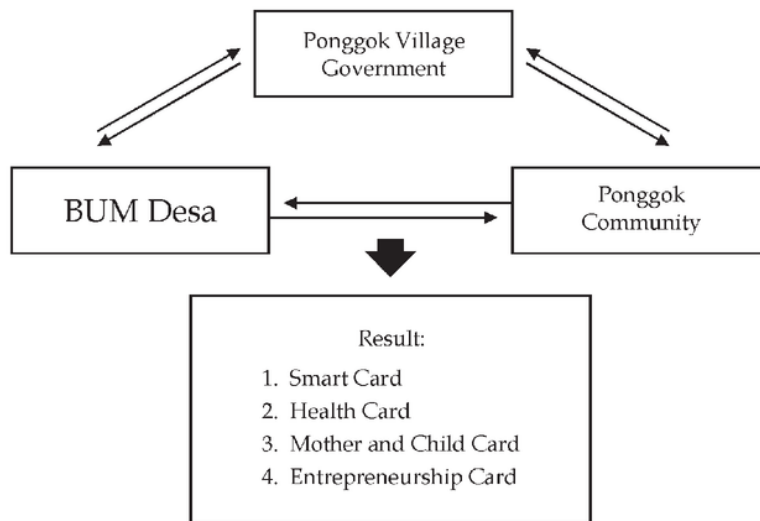 Ponggok Village
Government
BUM Desa
Ponggok
Community
Result:
1. Smart Card
2. Health Card
3. Mother and Child Card
4. Entrepreneurship Card